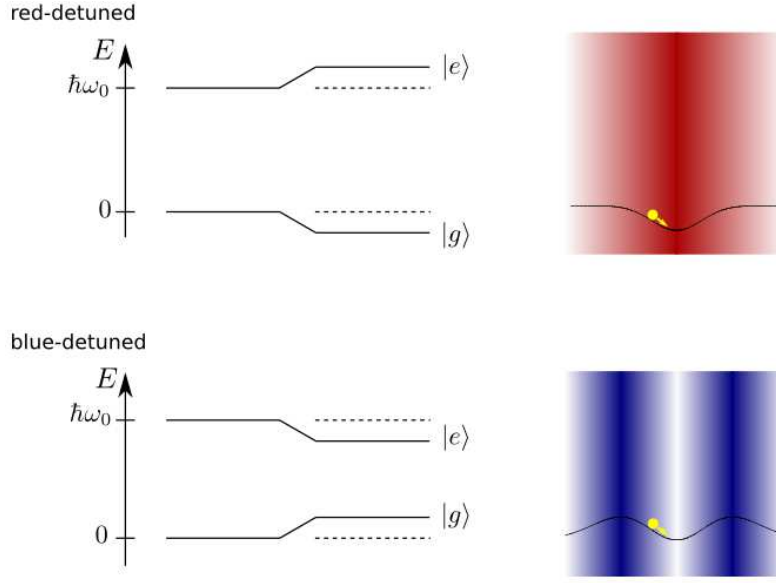 red-detuned
E
ħω₀
|e⟩
0
|g⟩
blue-detuned
E
ħω₀
|e⟩
|g⟩
0